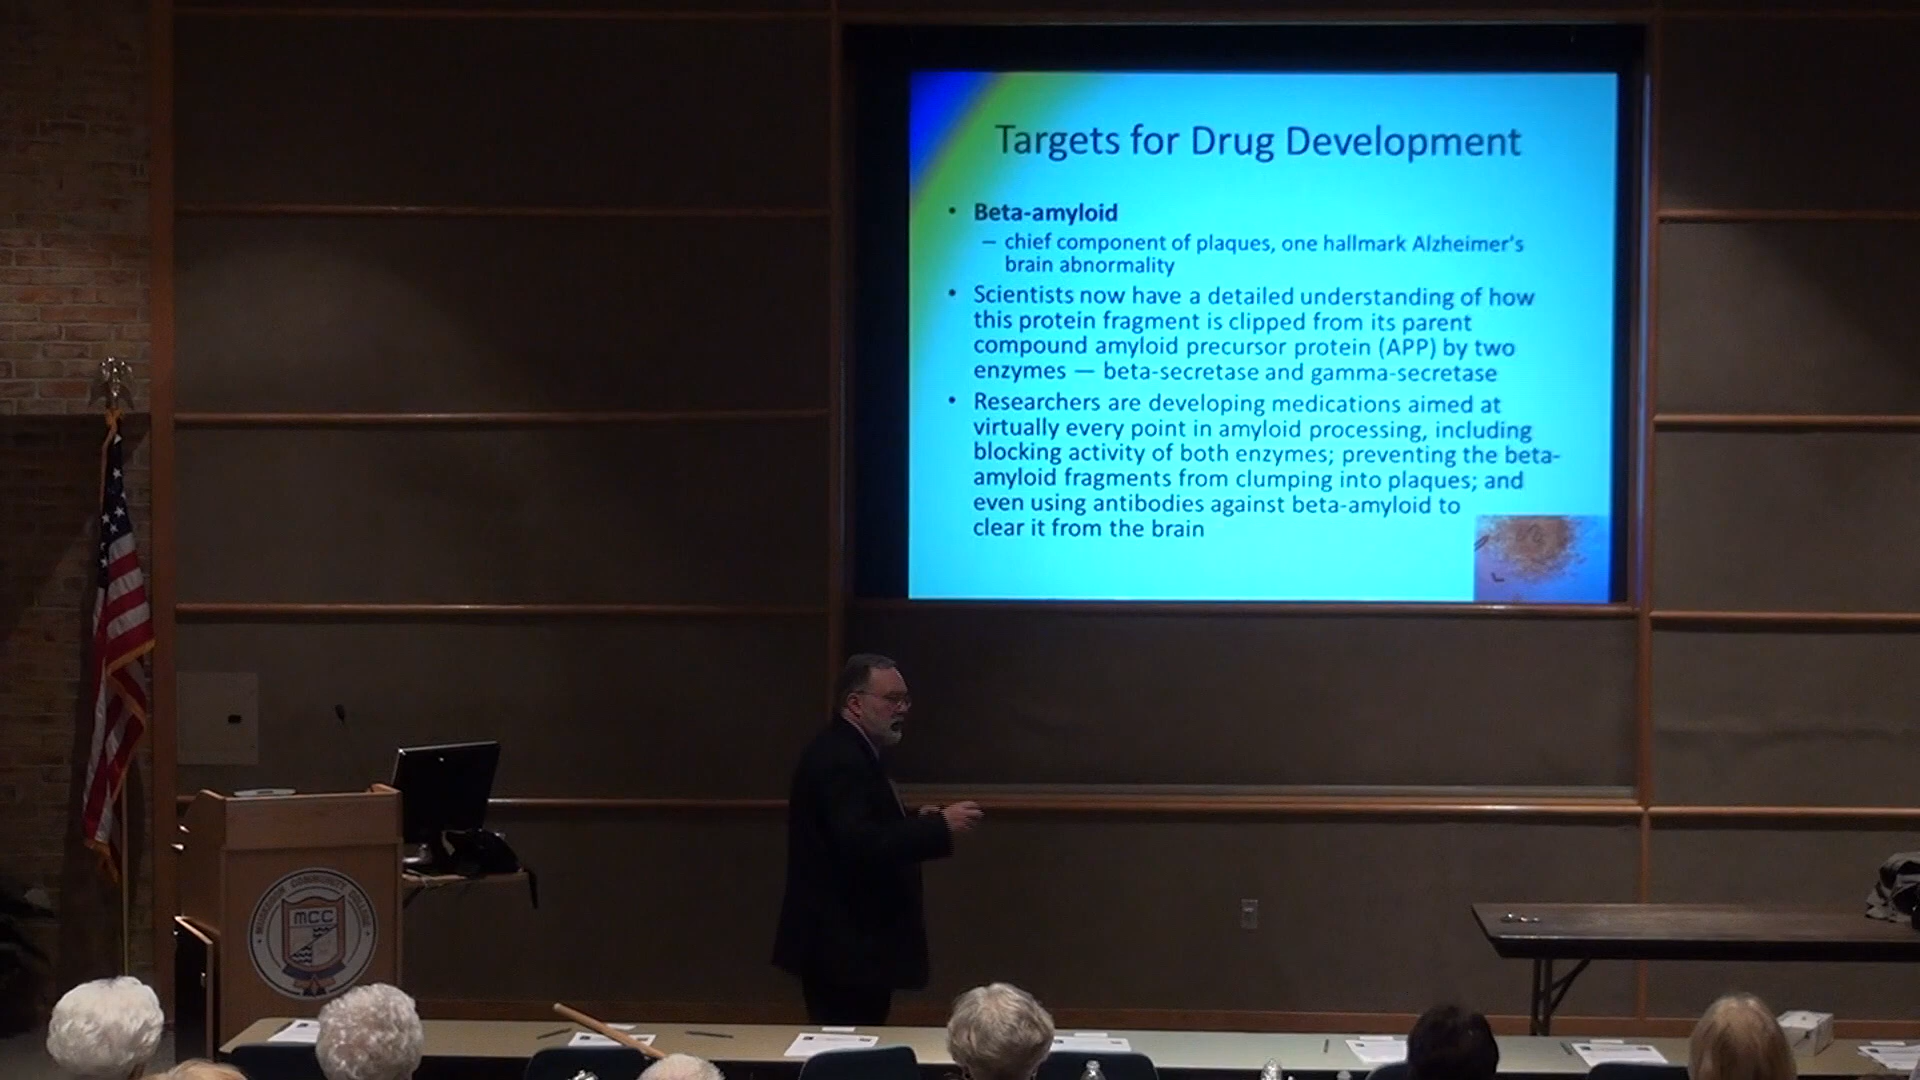 Targets for Drug Development
• Beta-amyloid
– chief component of plaques, one hallmark Alzheimer's
brain abnormality
• Scientists now have a detailed understanding of how
this protein fragment is clipped from its parent
compound amyloid precursor protein (APP) by two
enzymes — beta-secretase and gamma-secretase
• Researchers are developing medications aimed at
virtually every point in amyloid processing, including
blocking activity of both enzymes; preventing the beta-
amyloid fragments from clumping into plaques; and
even using antibodies against beta-amyloid to
clear it from the brain
MUSKEGON COMMUNITY COLLEGE
MCC